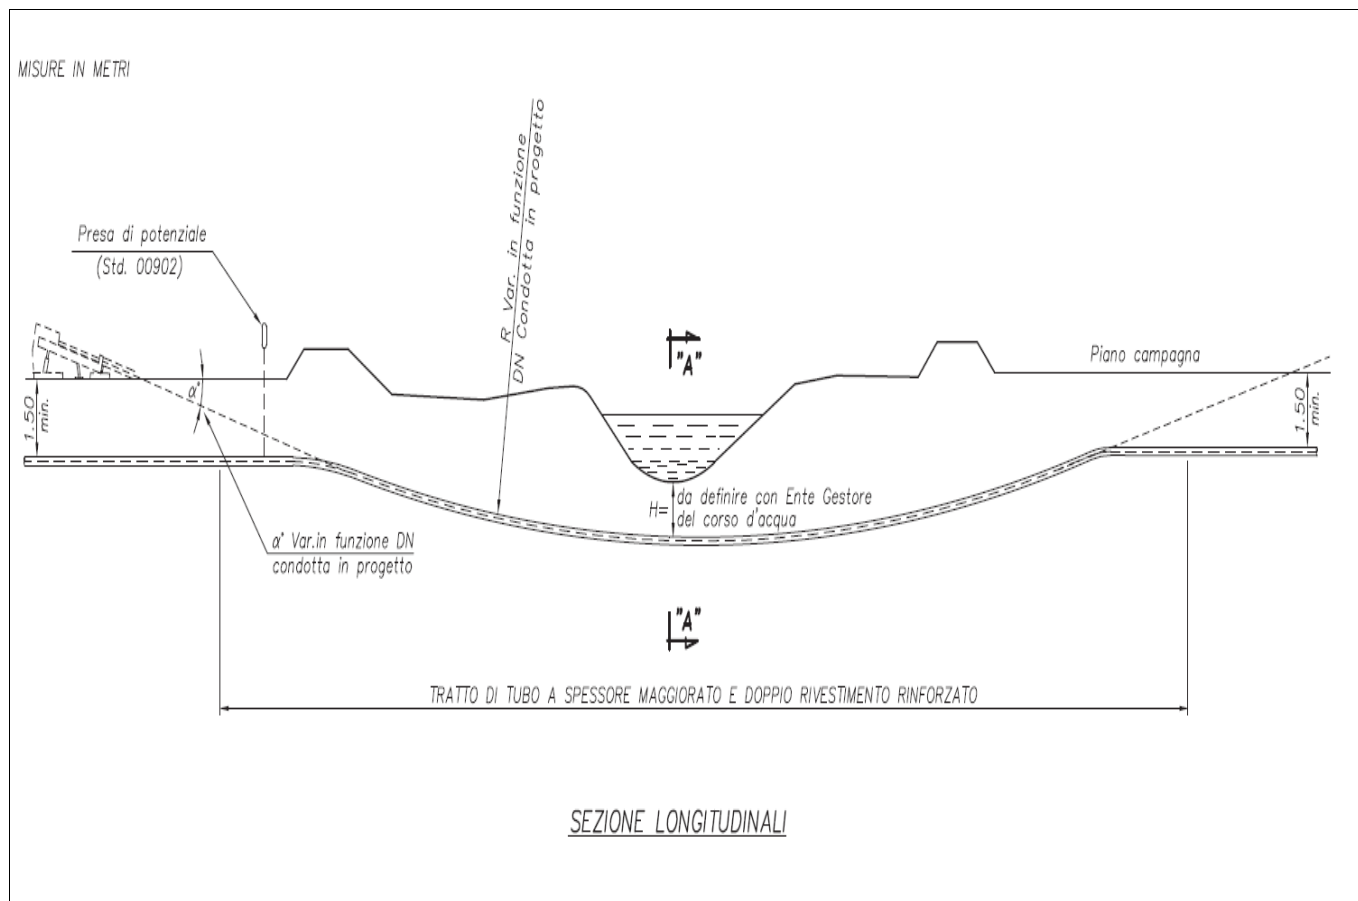 MISURE IN METRI
R Var. in funzione
DN Condotta in progetto
Presa di potenziale
(Std. 00902)
"A"
Piano campagna
α°
1.50
min.
1.50
min.
H=
da definire con Ente Gestore
del corso d'acqua
α° Var.in funzione DN
condotta in progetto
"A"
TRATTO DI TUBO A SPESSORE MAGGIORATO E DOPPIO RIVESTIMENTO RINFORZATO
SEZIONE LONGITUDINALI